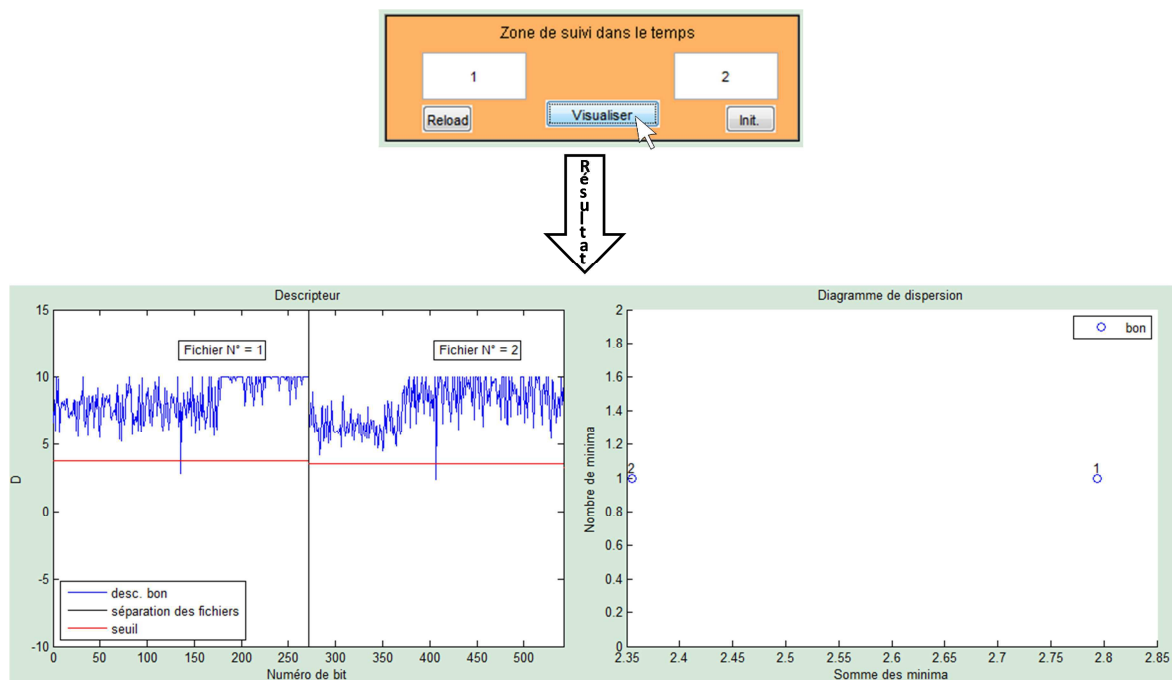 Zone de suivi dans le temps
1
2
Reload
Visualiser
Init.
Résultat
Descripteur
15
10
5
0
-5
-10
D
Fichier N° = 1
Fichier N° = 2
desc. bon
séparation des fichiers
seuil
0 50 100 150 200 250 300 350 400 450 500
Numéro de bit
Diagramme de dispersion
2
1.8
1.6
1.4
1.2
1
0.8
0.6
0.4
0.2
0
Nombre de minima
bon
2
1
2.35 2.4 2.45 2.5 2.55 2.6 2.65 2.7 2.75 2.8 2.85
Somme des minima